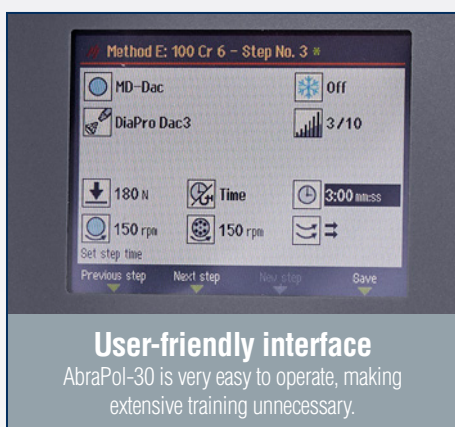 Method E: 100 Cr 6 - Step No. 3 *
MD-Dac
Off
DiaPro Dac3
3/10
180 N
Time
3:00 mm:ss
150 rpm
150 rpm
Set step time
Previous step
Next step
New step
Save
User-friendly interface
AbraPol-30 is very easy to operate, making
extensive training unnecessary.